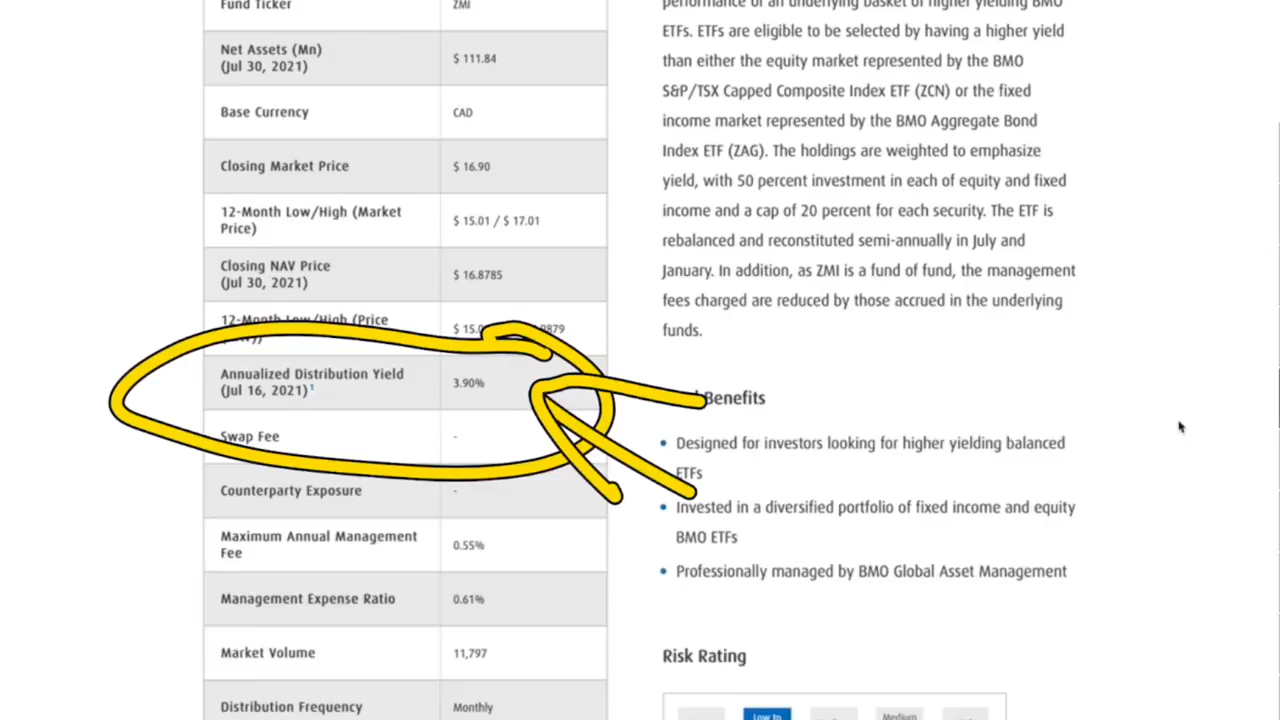 Fund Ticker
ZMI
Net Assets (Mn)
(Jul 30, 2021)
$ 111.84
Base Currency
CAD
Closing Market Price
$ 16.90
12-Month Low/High (Market
Price)
$ 15.01 / $ 17.01
Closing NAV Price
(Jul 30, 2021)
$ 16.8785
12-Month Low/High (Price
Annualized Distribution Yield
(Jul 16, 2021)¹
3.90%
Swap Fee
-
Counterparty Exposure
-
Maximum Annual Management
Fee
0.55%
Management Expense Ratio
0.61%
Market Volume
11,797
Distribution Frequency
Monthly
performance of an underlying basket of higher yielding BMO
ETFs. ETFs are eligible to be selected by having a higher yield
than either the equity market represented by the BMO
S&P/TSX Capped Composite Index ETF (ZCN) or the fixed
income market represented by the BMO Aggregate Bond
Index ETF (ZAG). The holdings are weighted to emphasize
yield, with 50 percent investment in each of equity and fixed
income and a cap of 20 percent for each security. The ETF is
rebalanced and reconstituted semi-annually in July and
January. In addition, as ZMI is a fund of fund, the management
fees charged are reduced by those accrued in the underlying
funds.
Benefits
• Designed for investors looking for higher yielding balanced
ETFs
• Invested in a diversified portfolio of fixed income and equity
BMO ETFs
• Professionally managed by BMO Global Asset Management
Risk Rating
Low to
Medium